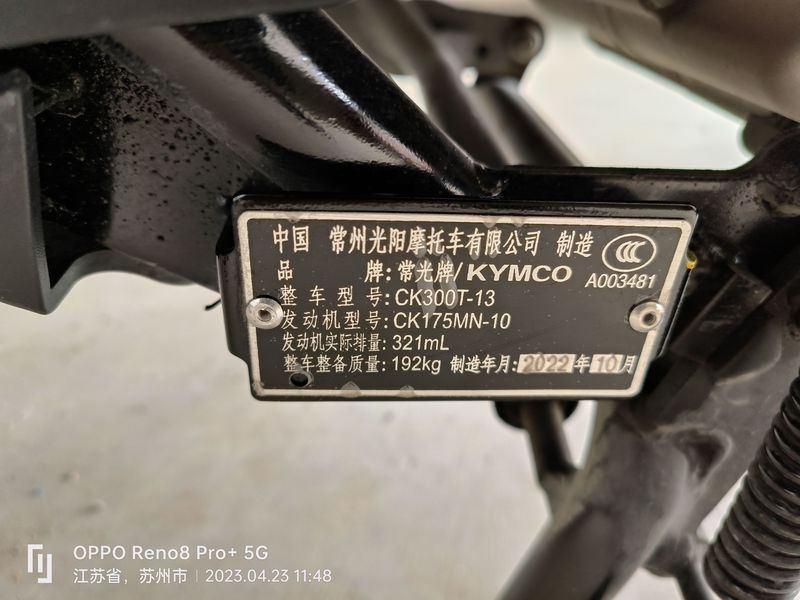 中国 常州光阳摩托车有限公司 制造
CCC
A003481
品 牌: 常光牌/KYMCO
整车型号: CK300T-13
发动机型号: CK175MN-10
发动机实际排量: 321mL
整车整备质量: 192kg 制造年月: 2022年10月
OPPO Reno8 Pro+ 5G
江苏省, 苏州市 | 2023.04.23 11:48